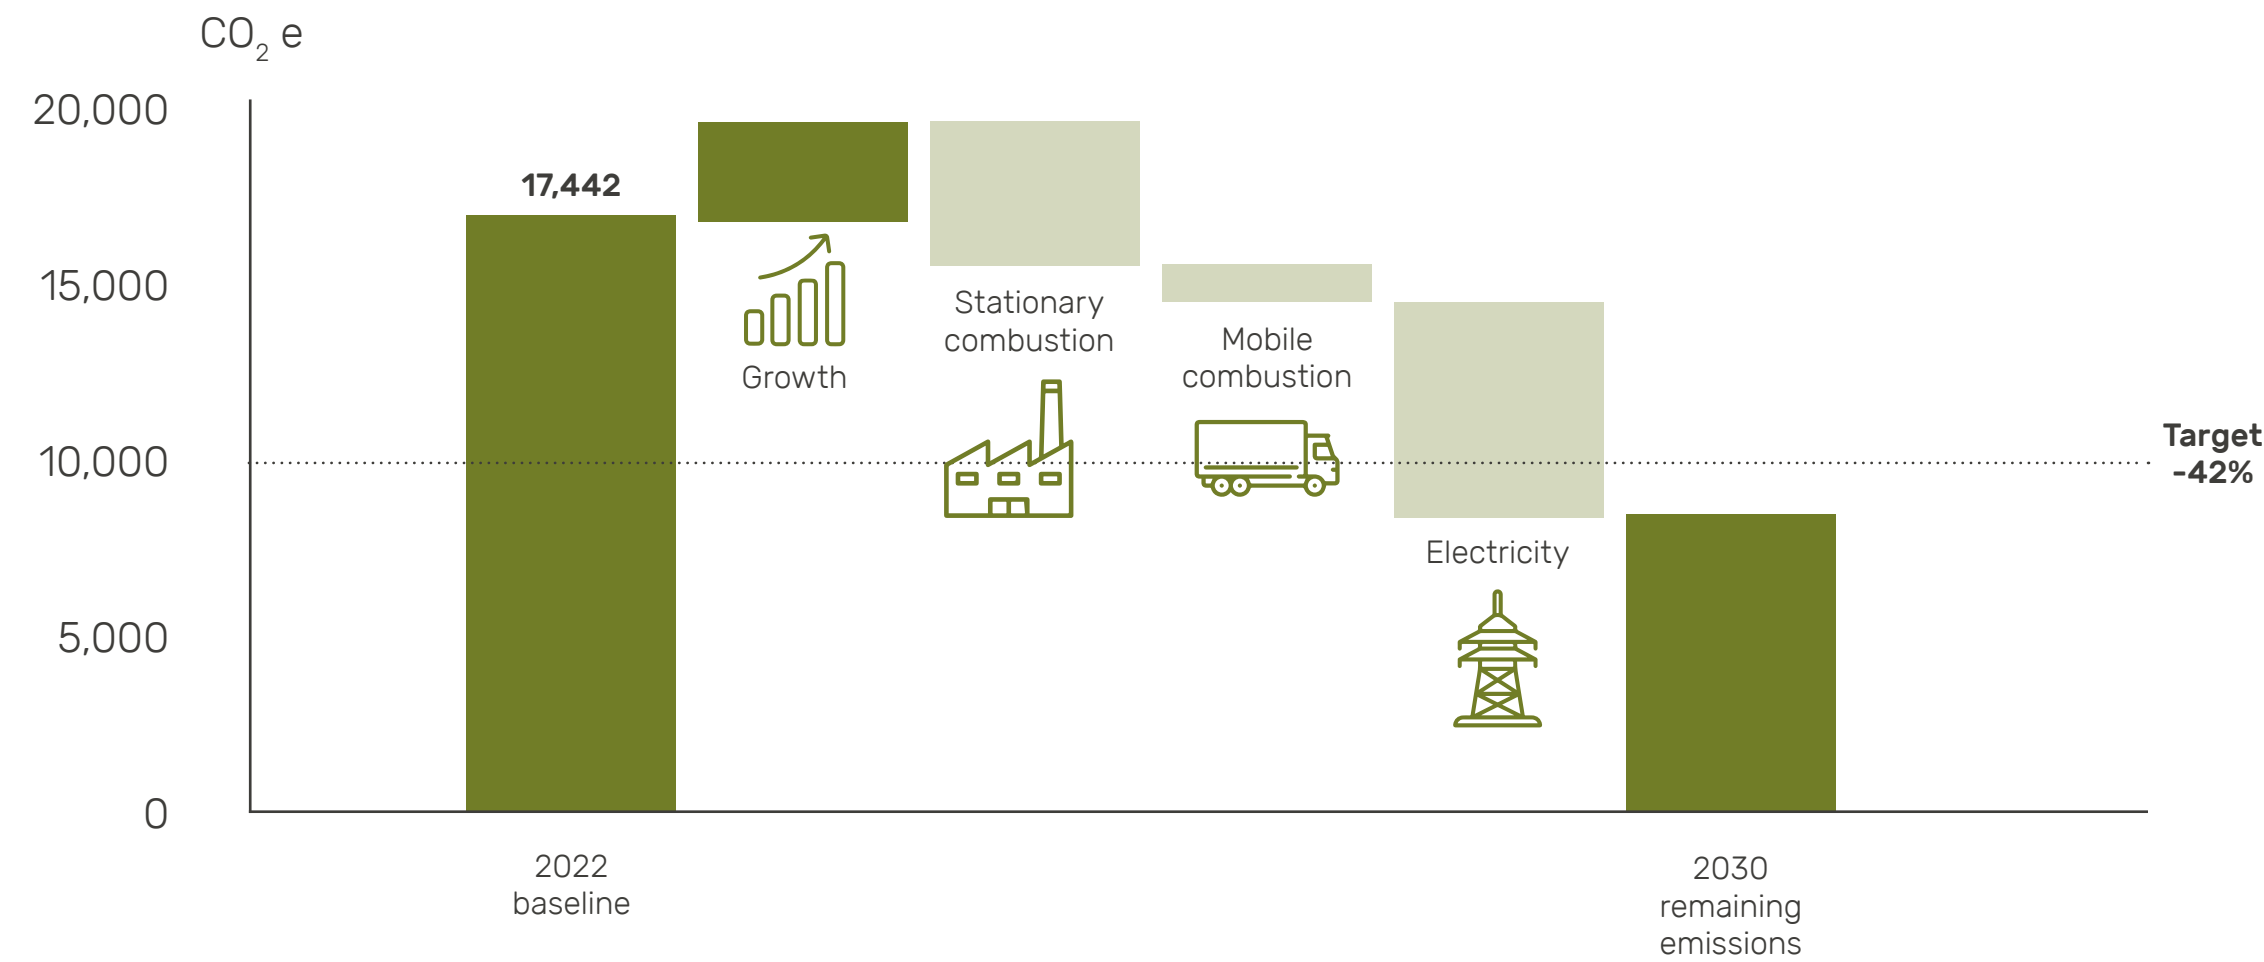 CO₂ e
20,000
15,000
10,000
5,000
0
17,442
Growth
Stationary
combustion
Mobile
combustion
Electricity
Target
-42%
2022
baseline
2030
remaining
emissions